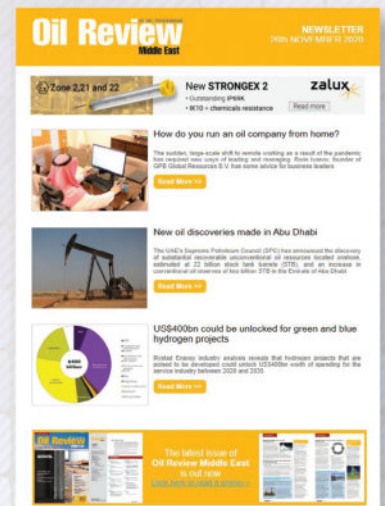 Oil Review
Middle East
NEWSLETTER
26th NOVEMBER 2020
Zone 2,21 and 22
New STRONGEX 2
• Outstanding IP69K
• IK10 + chemicals resistance
zalux
Read more
How do you run an oil company from home?
The sudden, large-scale shift to remote working as a result of the pandemic
has required new ways of leading and managing.
founder of
GPB Global Resources B.V. has some advice for business leaders
Read More >>
New oil discoveries made in Abu Dhabi
The UAE's Supreme Petroleum Council (SPC) has announced the discovery
of substantial recoverable unconventional oil resources located onshore,
estimated at 22 billion stock tank barrels (STB), and an increase in
conventional oil reserves of two billion STB in the Emirate of Abu Dhabi
Read More >>
US$400bn could be unlocked for green and blue
hydrogen projects
Rystad Energy industry analysis reveals that hydrogen projects that are
poised to be developed could unlock US$400bn worth of spending for the
service industry between 2020 and 2035
Read More >>
Oil Review
The latest issue of
Oil Review Middle East
is out now
Click here to read it online>>